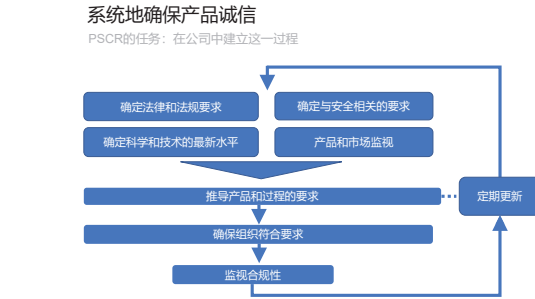 系统地确保产品诚信
PSCR的任务：在公司中建立这一过程
确定法律和法规要求
确定与安全相关的要求
确定科学和技术的最新水平
产品和市场监视
推导产品和过程的要求
定期更新
确保组织符合要求
监视合规性